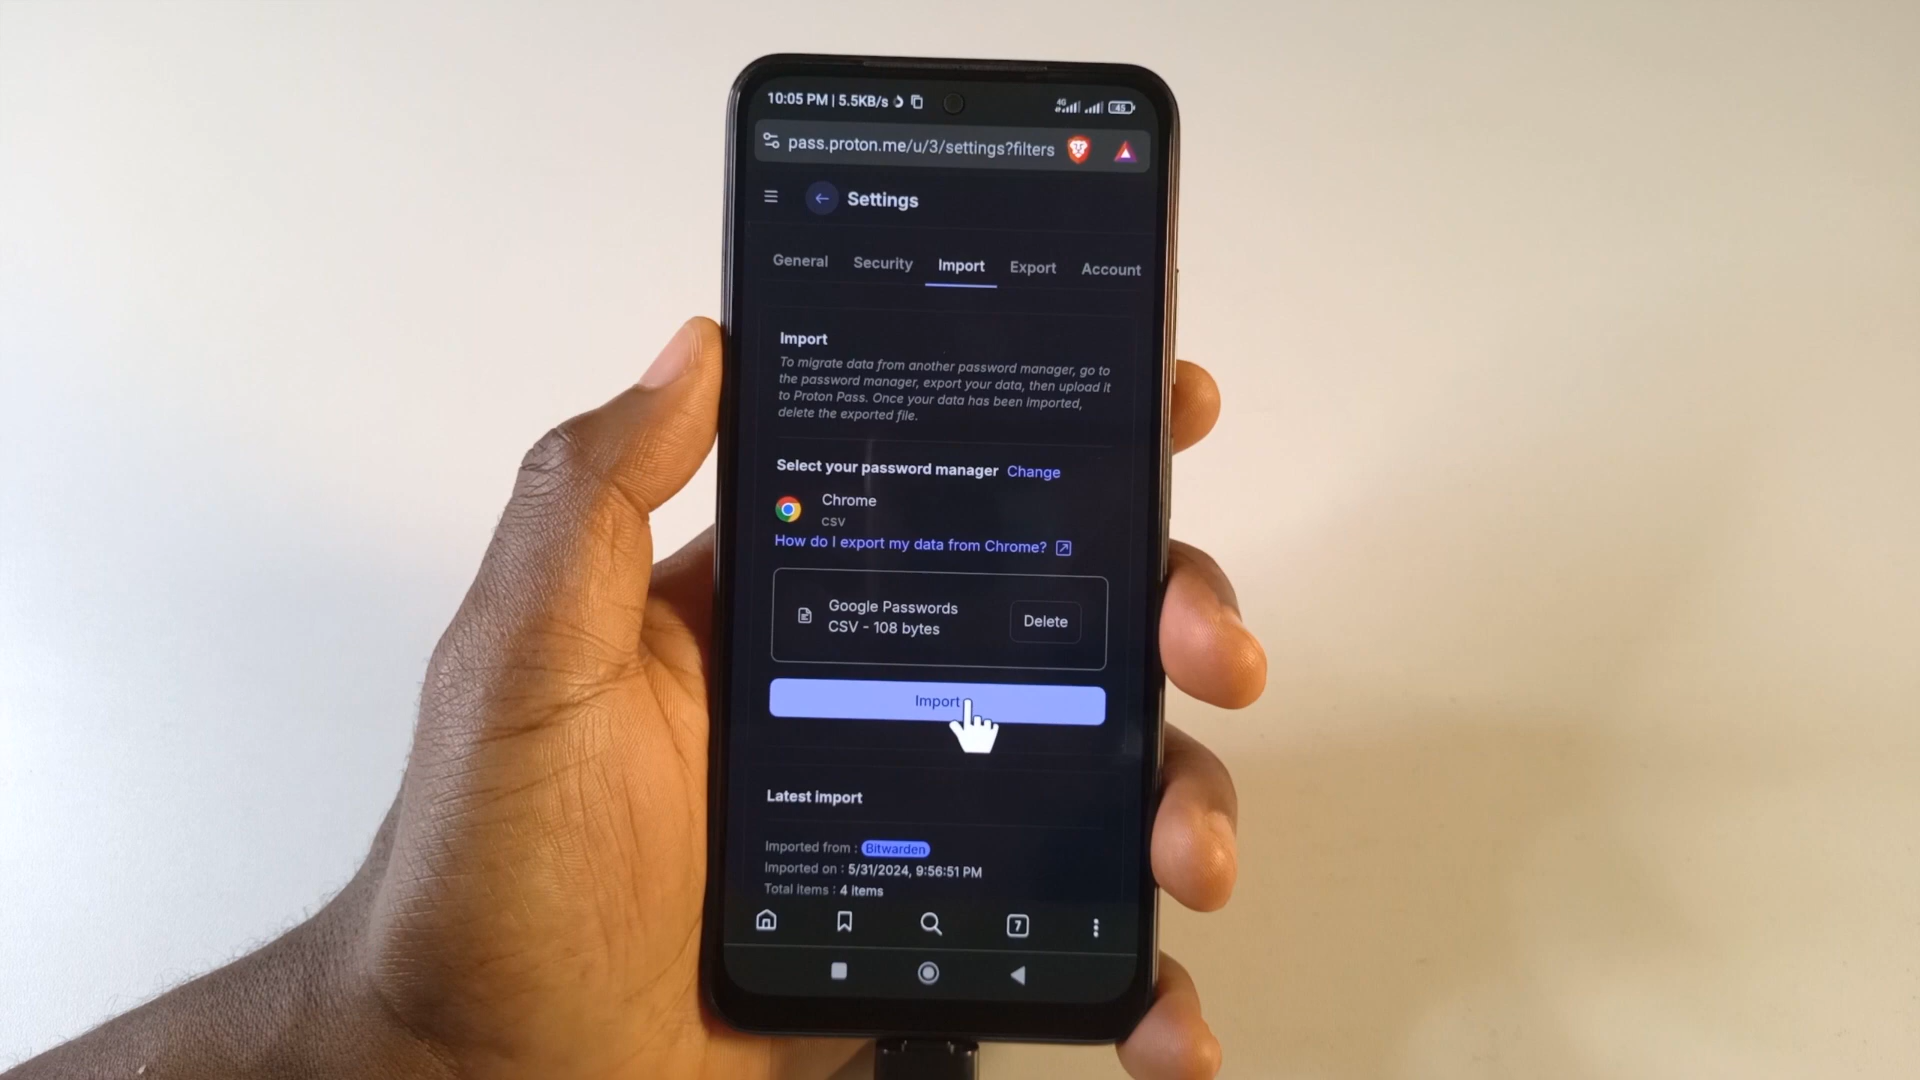 10:05 PM | 5.5KB/s
4G
45
pass.proton.me/u/3/settings?filters
Settings
General Security Import Export Account
Import
To migrate data from another password manager, go to
the password manager, export your data, then upload it
to Proton Pass. Once your data has been imported,
delete the exported file.
Select your password manager Change
Chrome
CSV
How do I export my data from Chrome?
Google Passwords
CSV - 108 bytes
Delete
Import
Latest import
Imported from : Bitwarden
Imported on : 5/31/2024, 9:56:51 PM
Total items : 4 items
7